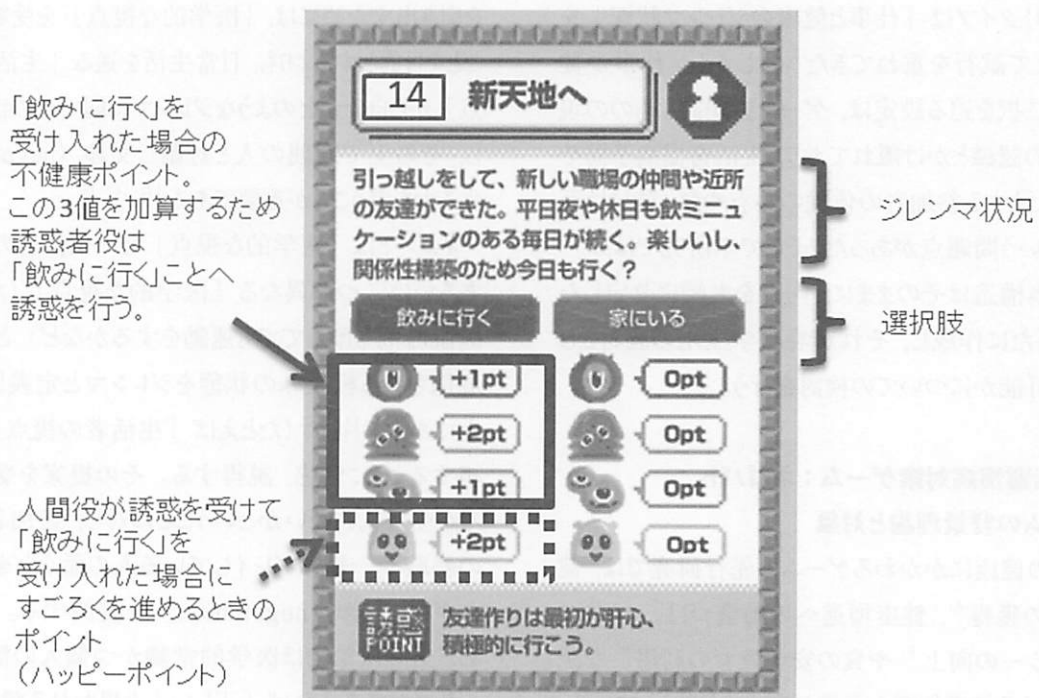 「飲みに行く」を
受け入れた場合の
不健康ポイント。
この3値を加算するため
誘惑者役は
「飲みに行く」ことへ
誘惑を行う。
人間役が誘惑を受けて
「飲みに行く」を
受け入れた場合に
すごろくを進めるときの
ポイント
(ハッピーポイント)
14 新天地へ
引っ越しをして、新しい職場の仲間や近所
の友達ができた。平日夜や休日も飲ミニュ
ケーションのある毎日が続く。楽しいし、
関係性構築のため今日も行く？
飲みに行く 家にいる
+1pt 0pt
+2pt 0pt
+1pt 0pt
+2pt 0pt
誘惑
POINT
友達作りは最初が肝心、
積極的に行こう。
ジレンマ状況
選択肢